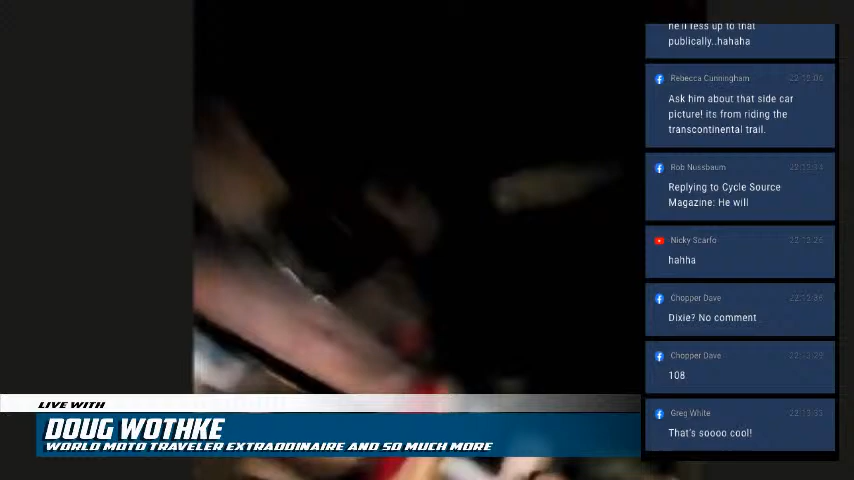 he'll fess up to that
publically..hahaha
Rebecca Cunningham
Ask him about that side car
picture! its from riding the
transcontinental trail.
Rob Nussbaum
Replying to Cycle Source
Magazine: He will
Nicky Scarfo
hahha
Chopper Dave
Dixie? No comment
Chopper Dave
108
Greg White
That's soooo cool!
LIVE WITH
DOUG WOTHKE
WORLD MOTO TRAVELER EXTRAODINAIRE AND SO MUCH MORE